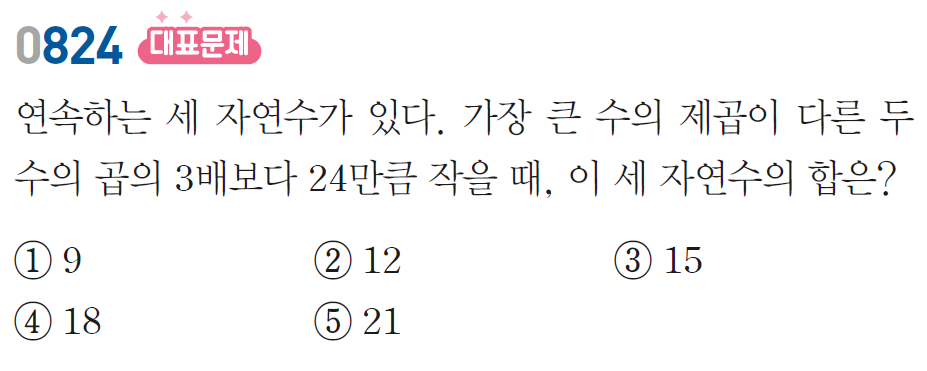 0824 대표문제
연속하는 세 자연수가 있다. 가장 큰 수의 제곱이 다른 두
수의 곱의 3배보다 24만큼 작을 때, 이 세 자연수의 합은?
① 9 ② 12 ③ 15
④ 18 ⑤ 21